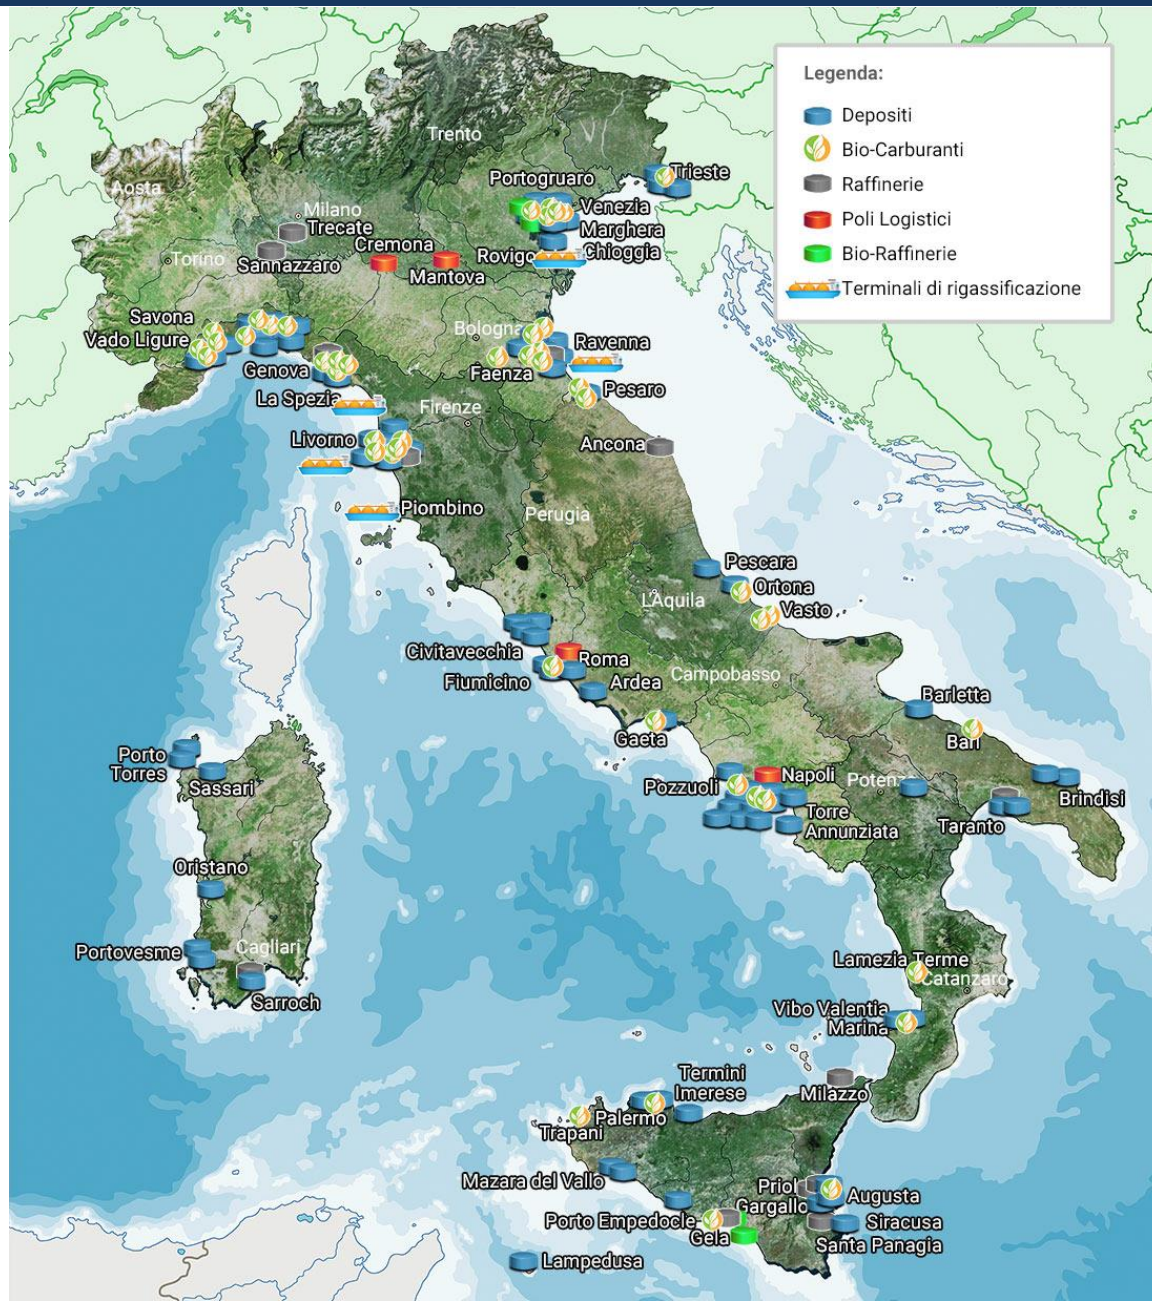 Legenda:
Depositi
Bio-Carburanti
Raffinerie
Poli Logistici
Bio-Raffinerie
Terminali di rigassificazione
Trento
Aosta
Portogruaro
Trieste
Milano
Trecate
Venezia
Marghera
Chioggia
Cremona
Rovigo
Torino
Sannazzaro
Mantova
Savona
Vado Ligure
Bologna
Ravenna
Genova
Faenza
Pesaro
La Spezia
Firenze
Livorno
Ancona
Piombino
Perugia
Pescara
Ortona
L'Aquila
Vasto
Civitavecchia
Roma
Fiumicino
Ardea
Campobasso
Barletta
Gaeta
Bari
Porto
Torres
Sassari
Pozzuoli
Napoli
Potenza
Brindisi
Torre
Annunziata
Taranto
Oristano
Portovesme
Cagliari
Sarroch
Lamezia Terme
Catanzaro
Vibo Valentia
Marina
Termini
Imerese
Milazzo
Palermo
Trapani
Mazara del Vallo
Priolo
Gargallo
Augusta
Porto Empedocle
Siracusa
Gela
Santa Panagia
Lampedusa